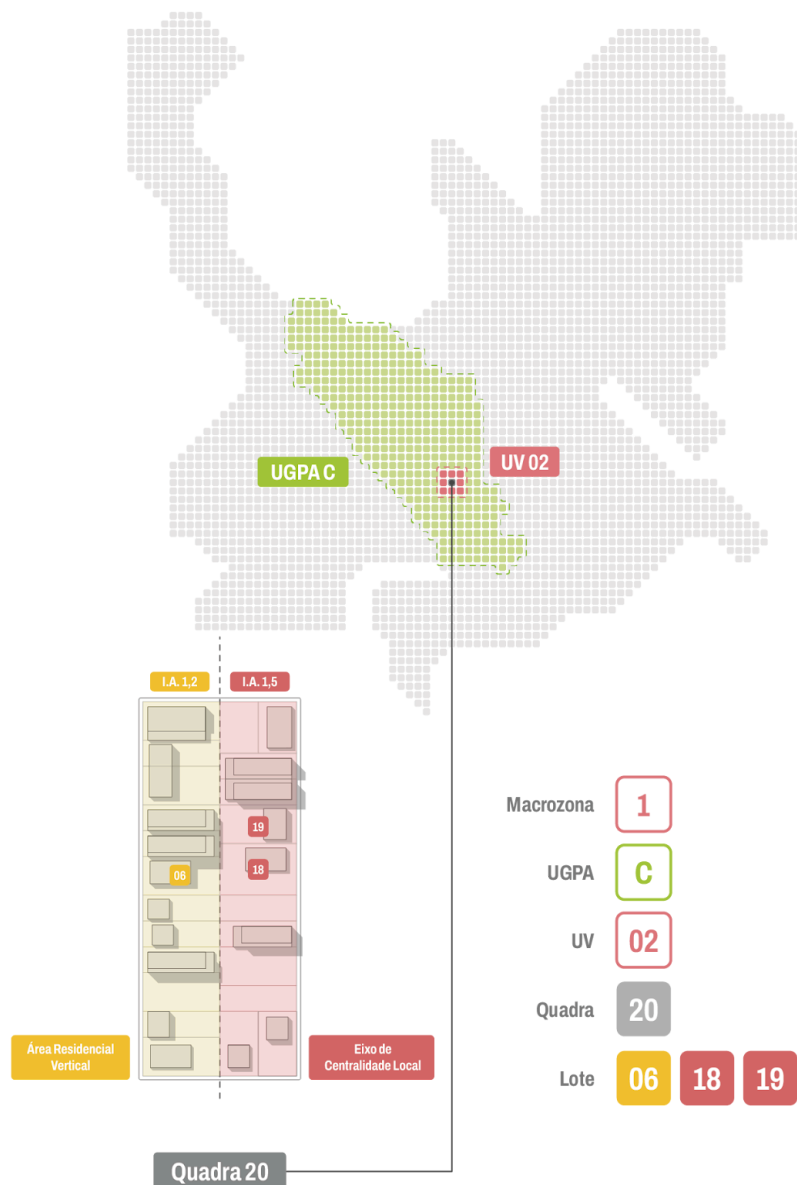 UGPA C
UV 02
I.A. 1,2
I.A. 1,5
19
18
06
Área Residencial
Vertical
Eixo de
Centralidade Local
Quadra 20
Macrozona 1
UGPA C
UV 02
Quadra 20
Lote 06 18 19